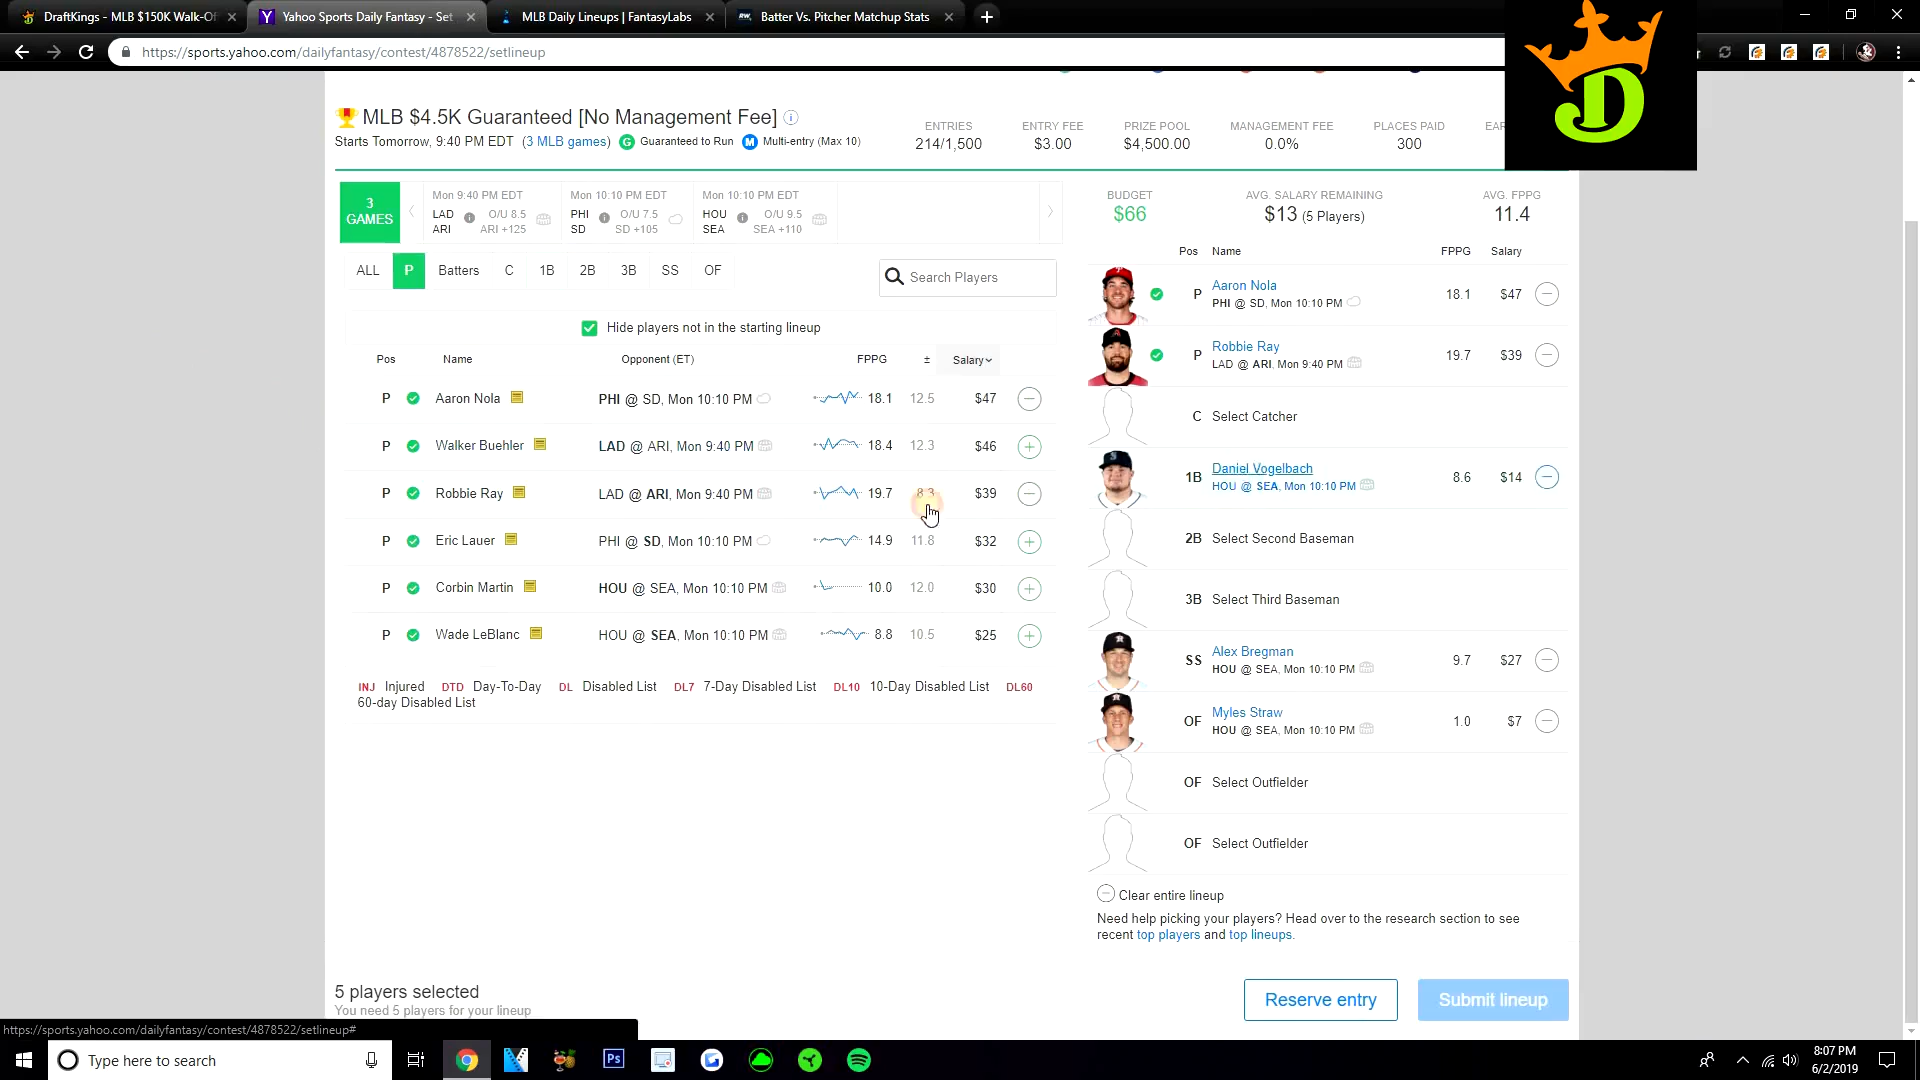 DraftKings - MLB $150K Walk-Of
Yahoo Sports Daily Fantasy - Set
MLB Daily Lineups | FantasyLabs
RW
Batter Vs. Pitcher Matchup Stats
https://sports.yahoo.com/dailyfantasy/contest/4878522/setlineup
D
MLB $4.5K Guaranteed [No Management Fee]
Starts Tomorrow, 9:40 PM EDT (3 MLB games) G Guaranteed to Run M Multi-entry (Max 10)
ENTRIES
214/1,500
ENTRY FEE
$3.00
PRIZE POOL
$4,500.00
MANAGEMENT FEE
0.0%
PLACES PAID
300
3 GAMES
Mon 9:40 PM EDT
LAD O/U 8.5
ARI ARI +125
Mon 10:10 PM EDT
PHI O/U 7.5
SD SD +105
Mon 10:10 PM EDT
HOU O/U 9.5
SEA SEA +110
BUDGET
$66
AVG. SALARY REMAINING
$13 (5 Players)
AVG. FPPG
11.4
ALL P Batters C 1B 2B 3B SS OF
Search Players
Hide players not in the starting lineup
Pos Name Opponent (ET) FPPG ± Salary
P Aaron Nola PHI @ SD, Mon 10:10 PM 18.1 12.5 $47
P Walker Buehler LAD @ ARI, Mon 9:40 PM 18.4 12.3 $46
P Robbie Ray LAD @ ARI, Mon 9:40 PM 19.7 8.3 $39
P Eric Lauer PHI @ SD, Mon 10:10 PM 14.9 11.8 $32
P Corbin Martin HOU @ SEA, Mon 10:10 PM 10.0 12.0 $30
P Wade LeBlanc HOU @ SEA, Mon 10:10 PM 8.8 10.5 $25
INJ Injured DTD Day-To-Day DL Disabled List DL7 7-Day Disabled List DL10 10-Day Disabled List DL60
60-day Disabled List
Pos Name FPPG Salary
P Aaron Nola 18.1 $47
PHI @ SD, Mon 10:10 PM
P Robbie Ray 19.7 $39
LAD @ ARI, Mon 9:40 PM
C Select Catcher
1B Daniel Vogelbach 8.6 $14
HOU @ SEA, Mon 10:10 PM
2B Select Second Baseman
3B Select Third Baseman
SS Alex Bregman 9.7 $27
HOU @ SEA, Mon 10:10 PM
OF Myles Straw 1.0 $7
HOU @ SEA, Mon 10:10 PM
OF Select Outfielder
OF Select Outfielder
Clear entire lineup
Need help picking your players? Head over to the research section to see
recent top players and top lineups.
5 players selected
You need 5 players for your lineup
Reserve entry
Submit lineup
https://sports.yahoo.com/dailyfantasy/contest/4878522/setlineup#
Type here to search
Ps
8:07 PM
6/2/2019